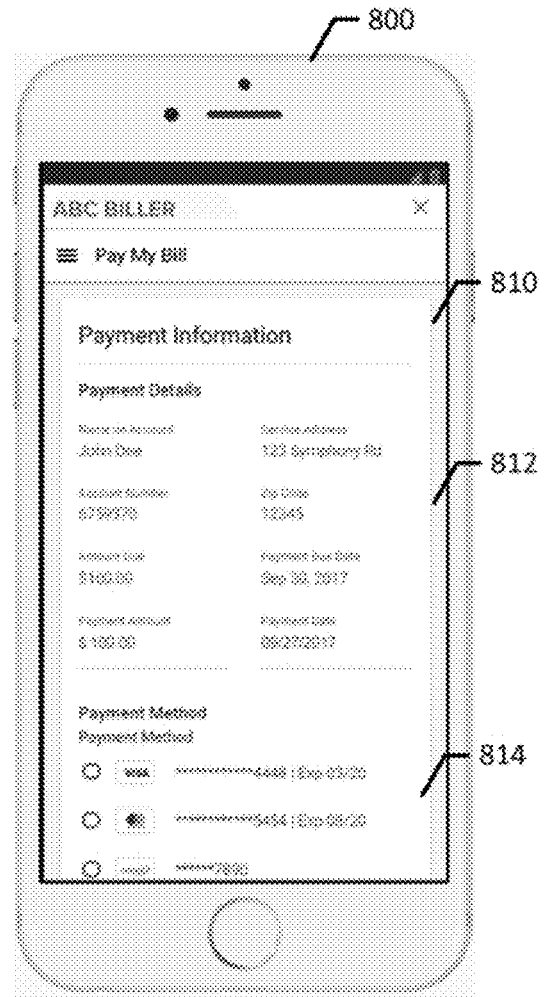 800
ABC BILLER
Pay My Bill
810
Payment Information
Payment Details
Name on Account Service Address
John Doe 123 Symphony Rd
812
Account Number Zip Code
6759370 12345
Amount Due Payment Due Date
$100.00 Sep 30, 2017
Payment Amount Payment Date
$ 100.00 09/27/2017
Payment Method
Payment Method
814
VISA ************4448 | Exp 03/20
************5454 | Exp 08/20
******7890